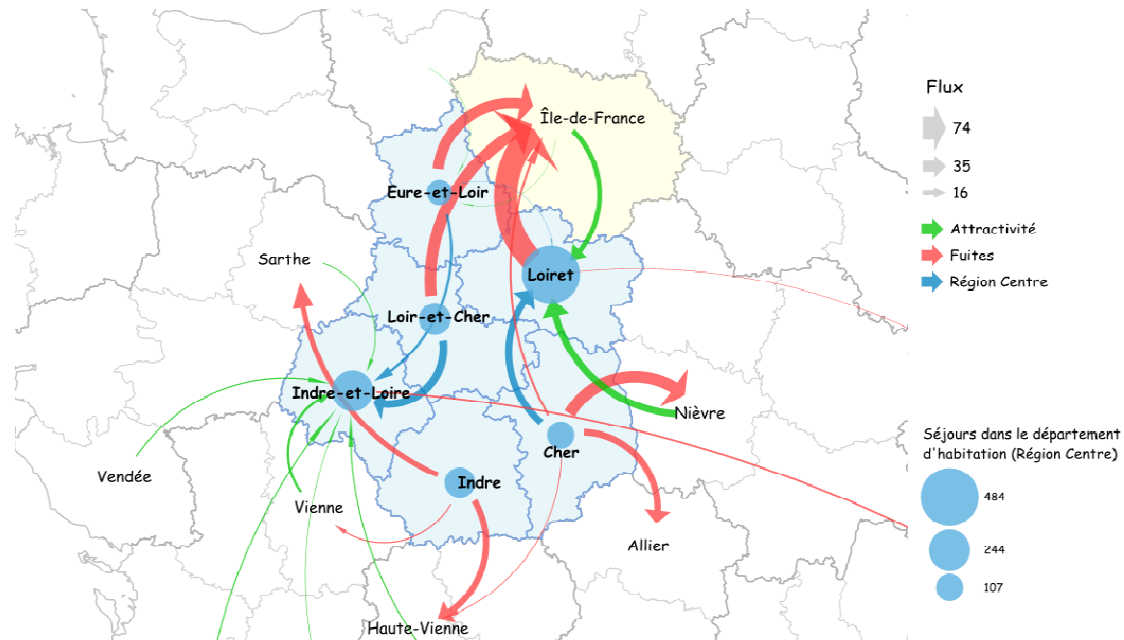 Flux
Île-de-France
74
35
16
Eure-et-Loir
Attractivité
Fuites
Région Centre
Sarthe
Loiret
Loir-et-Cher
Indre-et-Loire
Nièvre
Cher
Séjours dans le département
d'habitation (Région Centre)
Vendée
Indre
484
Vienne
Allier
244
107
Haute-Vienne